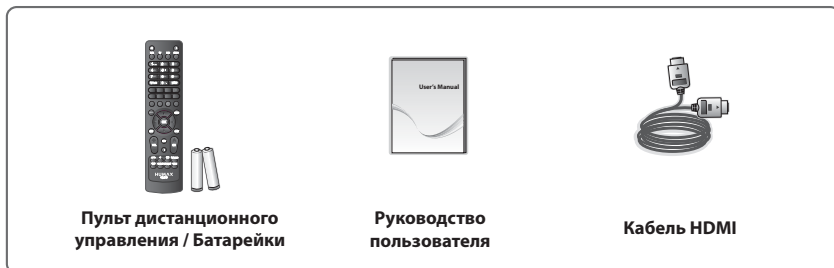 User's Manual
HUMAX
Пульт дистанционного
управления / Батарейки
Руководство
пользователя
Кабель HDMI